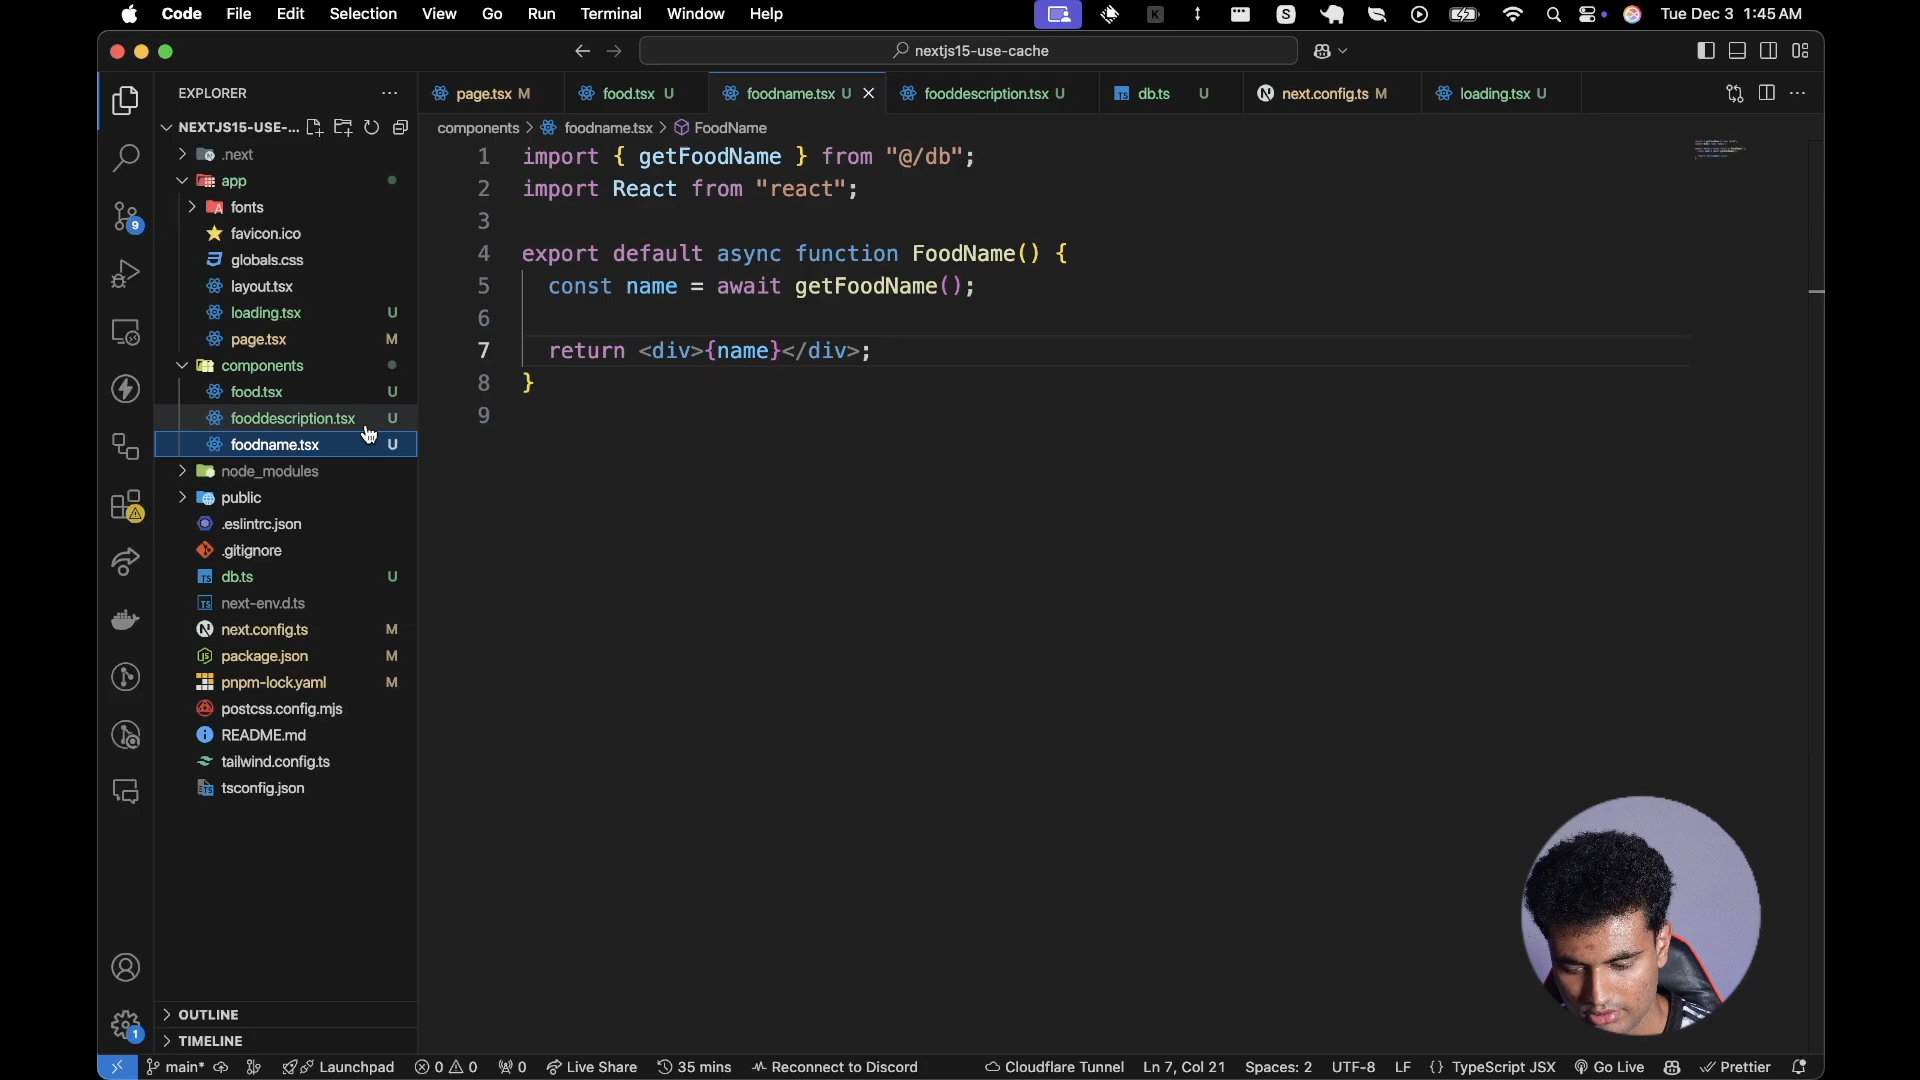 Code File Edit Selection View Go Run Terminal Window Help K S Tue Dec 3 1:45 AM
nextjs15-use-cache
EXPLORER
page.tsx M
food.tsx U
foodname.tsx U
fooddescription.tsx U
db.ts U
next.config.ts M
loading.tsx U
components > foodname.tsx > FoodName
NEXTJS15-USE-...
.next
app
fonts
favicon.ico
globals.css
layout.tsx
loading.tsx U
page.tsx M
components
food.tsx U
fooddescription.tsx U
foodname.tsx U
node_modules
public
.eslintrc.json
.gitignore
TS db.ts U
TS next-env.d.ts
next.config.ts M
package.json M
pnpm-lock.yaml M
postcss.config.mjs
README.md
tailwind.config.ts
tsconfig.json
OUTLINE
TIMELINE
9
1
1 import { getFoodName } from "@/db";
2 import React from "react";
3
4 export default async function FoodName() {
5 const name = await getFoodName();
6
7 return <div>{name}</div>;
8 }
9
main* Launchpad 0 0 0 Live Share 35 mins Reconnect to Discord Cloudflare Tunnel Ln 7, Col 21 Spaces: 2 UTF-8 LF {} TypeScript JSX Go Live Prettier